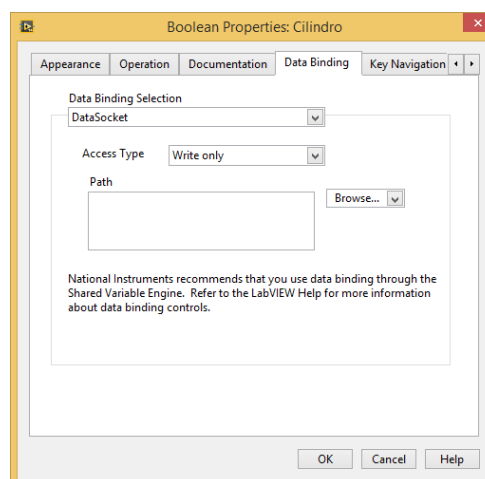 Boolean Properties: Cilindro
Appearance Operation Documentation Data Binding Key Navigation
Data Binding Selection
DataSocket
Access Type Write only
Path
Browse...
National Instruments recommends that you use data binding through the
Shared Variable Engine. Refer to the LabVIEW Help for more information
about data binding controls.
OK Cancel Help